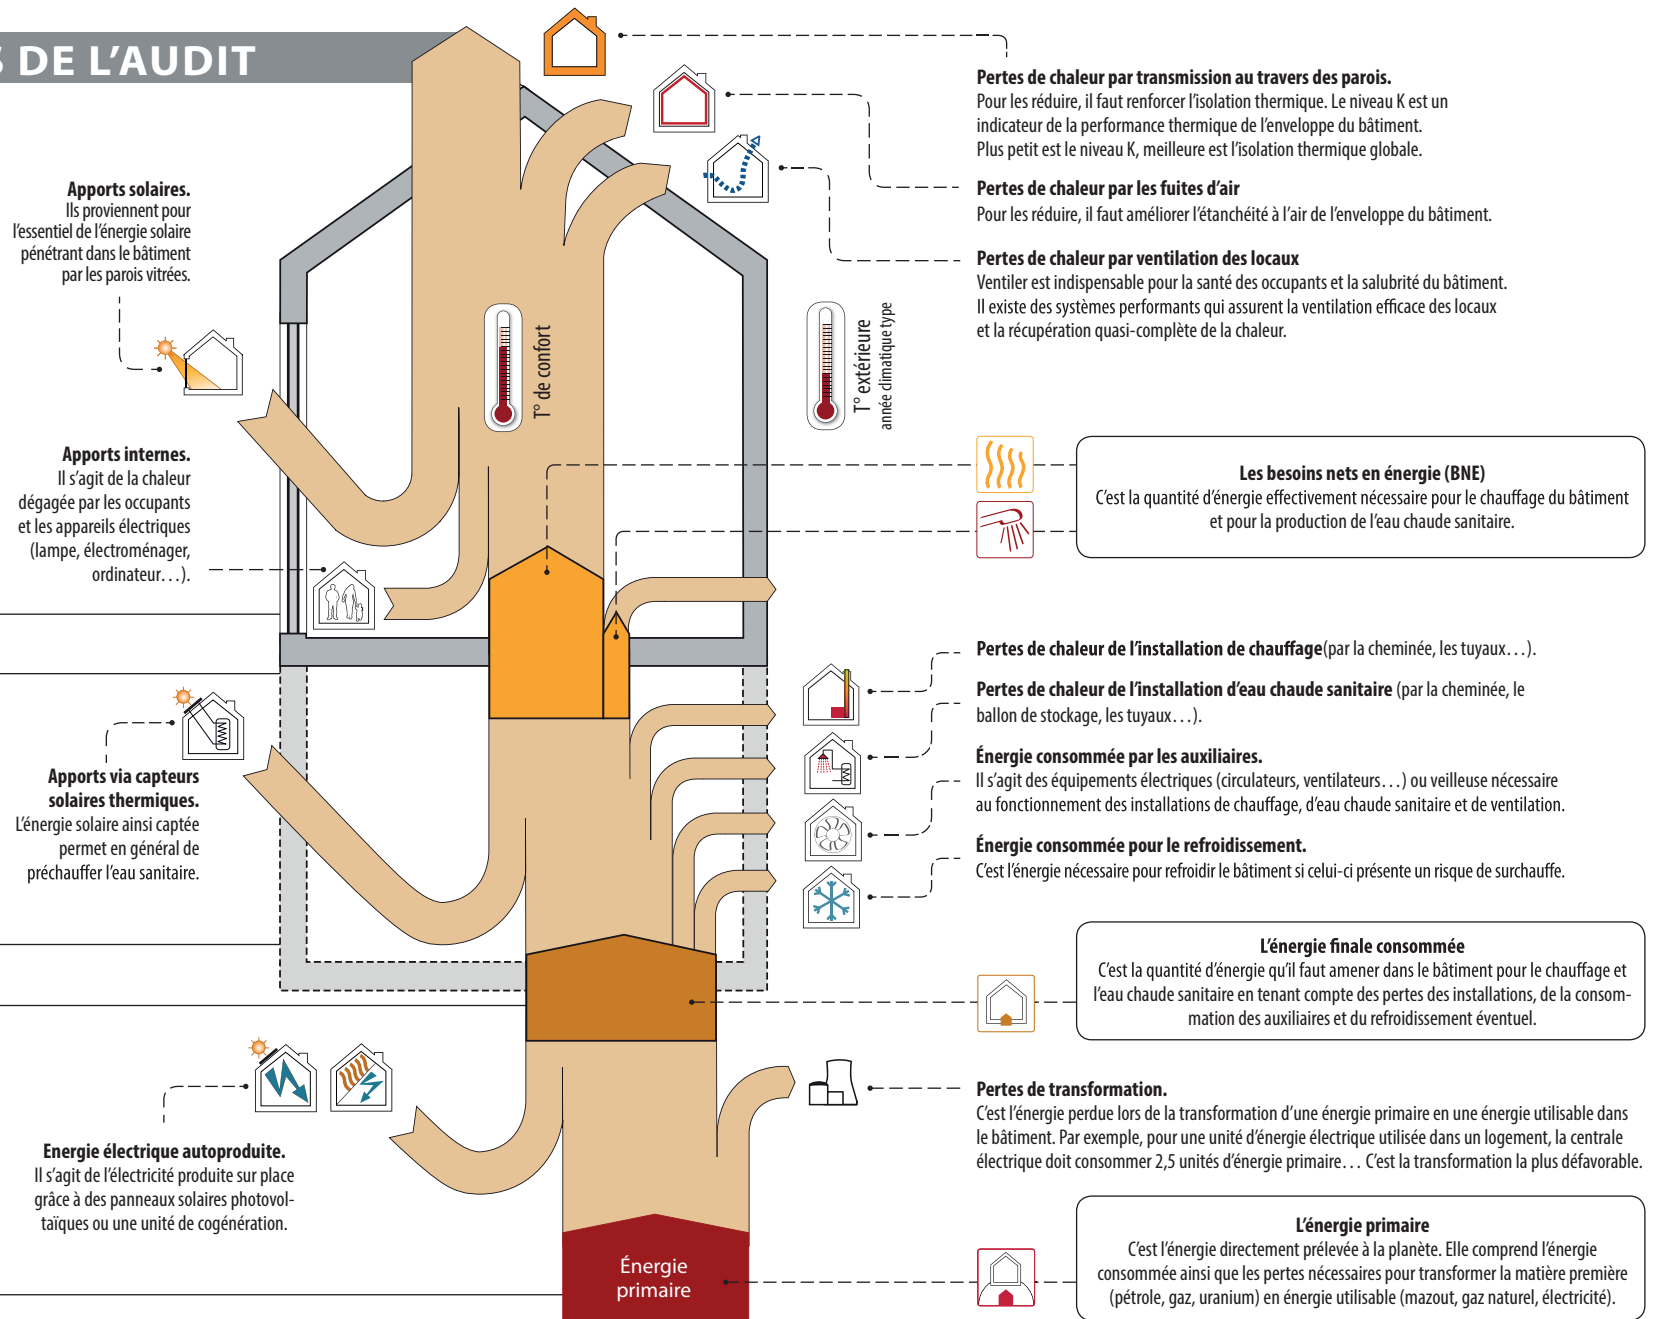 S DE L'AUDIT
Pertes de chaleur par transmission au travers des parois.
Pour les réduire, il faut renforcer l'isolation thermique. Le niveau K est un
indicateur de la performance thermique de l'enveloppe du bâtiment.
Plus petit est le niveau K, meilleure est l'isolation thermique globale.
Pertes de chaleur par les fuites d'air
Pour les réduire, il faut améliorer l'étanchéité à l'air de l'enveloppe du bâtiment.
Pertes de chaleur par ventilation des locaux
Ventiler est indispensable pour la santé des occupants et la salubrité du bâtiment.
Il existe des systèmes performants qui assurent la ventilation efficace des locaux
et la récupération quasi-complète de la chaleur.
Apports solaires.
Ils proviennent pour
l'essentiel de l'énergie solaire
pénétrant dans le bâtiment
par les parois vitrées.
T° de confort
T° extérieure
année climatique type
Apports internes.
Il s'agit de la chaleur
dégagée par les occupants
et les appareils électriques
(lampe, électroménager,
ordinateur...).
Les besoins nets en énergie (BNE)
C'est la quantité d'énergie effectivement nécessaire pour le chauffage du bâtiment
et pour la production de l'eau chaude sanitaire.
Pertes de chaleur de l'installation de chauffage(par la cheminée, les tuyaux...).
Pertes de chaleur de l'installation d'eau chaude sanitaire (par la cheminée, le
ballon de stockage, les tuyaux...).
Énergie consommée par les auxiliaires.
Il s'agit des équipements électriques (circulateurs, ventilateurs...) ou veilleuse nécessaire
au fonctionnement des installations de chauffage, d'eau chaude sanitaire et de ventilation.
Énergie consommée pour le refroidissement.
C'est l'énergie nécessaire pour refroidir le bâtiment si celui-ci présente un risque de surchauffe.
Apports via capteurs
solaires thermiques.
L'énergie solaire ainsi captée
permet en général de
préchauffer l'eau sanitaire.
L'énergie finale consommée
C'est la quantité d'énergie qu'il faut amener dans le bâtiment pour le chauffage et
l'eau chaude sanitaire en tenant compte des pertes des installations, de la consom-
mation des auxiliaires et du refroidissement éventuel.
Pertes de transformation.
C'est l'énergie perdue lors de la transformation d'une énergie primaire en une énergie utilisable dans
le bâtiment. Par exemple, pour une unité d'énergie électrique utilisée dans un logement, la centrale
électrique doit consommer 2,5 unités d'énergie primaire... C'est la transformation la plus défavorable.
Energie électrique autoproduite.
Il s'agit de l'électricité produite sur place
grâce à des panneaux solaires photovol-
taïques ou une unité de cogénération.
Énergie
primaire
L'énergie primaire
C'est l'énergie directement prélevée à la planète. Elle comprend l'énergie
consommée ainsi que les pertes nécessaires pour transformer la matière première
(pétrole, gaz, uranium) en énergie utilisable (mazout, gaz naturel, électricité).